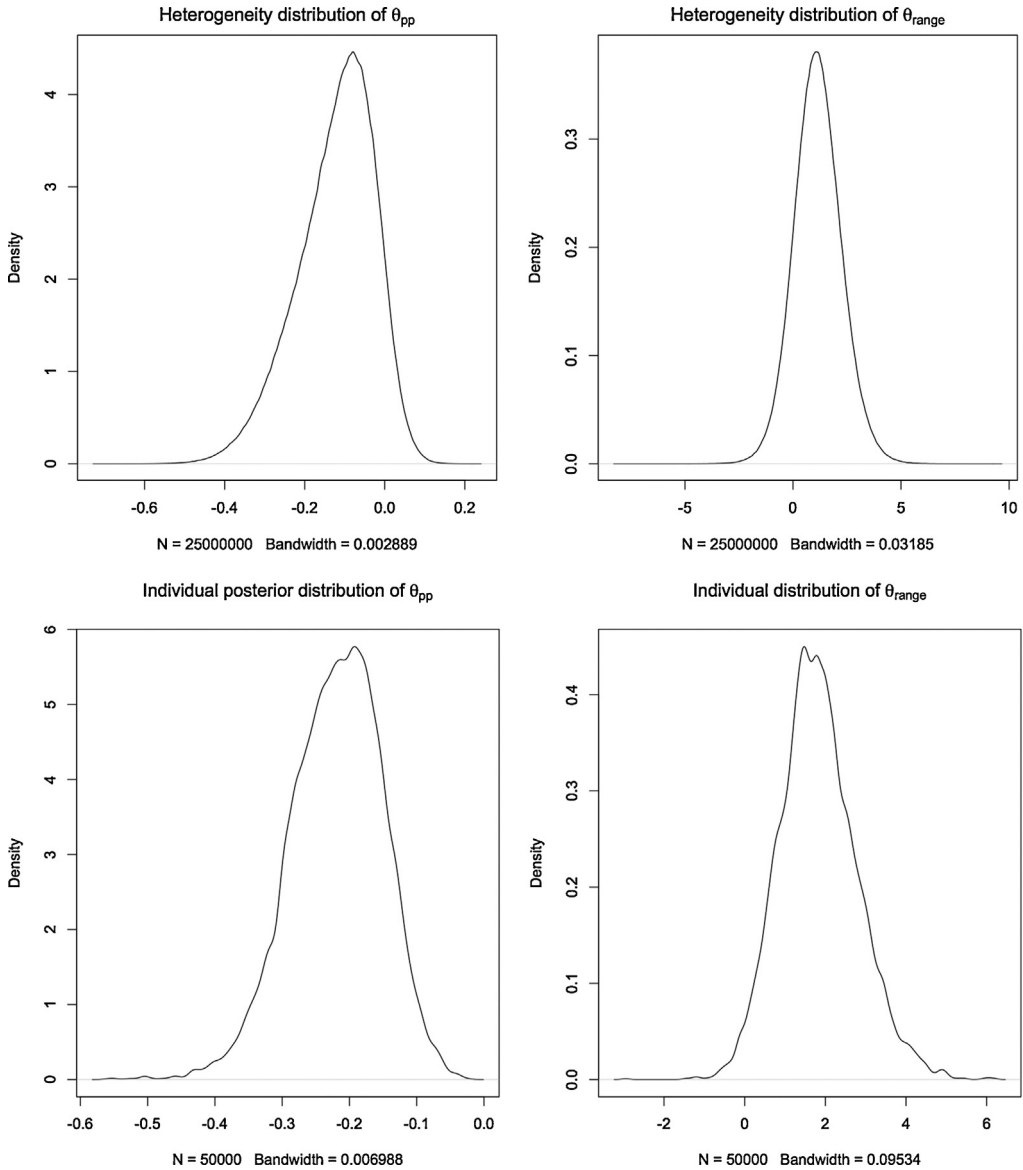 Heterogeneity distribution of θpp
Density
4
3
2
1
0
-0.6 -0.4 -0.2 0.0 0.2
N = 25000000 Bandwidth = 0.002889
Heterogeneity distribution of θrange
Density
0.3
0.2
0.1
0.0
-5 0 5 10
N = 25000000 Bandwidth = 0.03185
Individual posterior distribution of θpp
Density
6
5
4
3
2
1
0
-0.6 -0.5 -0.4 -0.3 -0.2 -0.1 0.0
N = 50000 Bandwidth = 0.006988
Individual distribution of θrange
Density
0.4
0.3
0.2
0.1
0.0
-2 0 2 4 6
N = 50000 Bandwidth = 0.09534